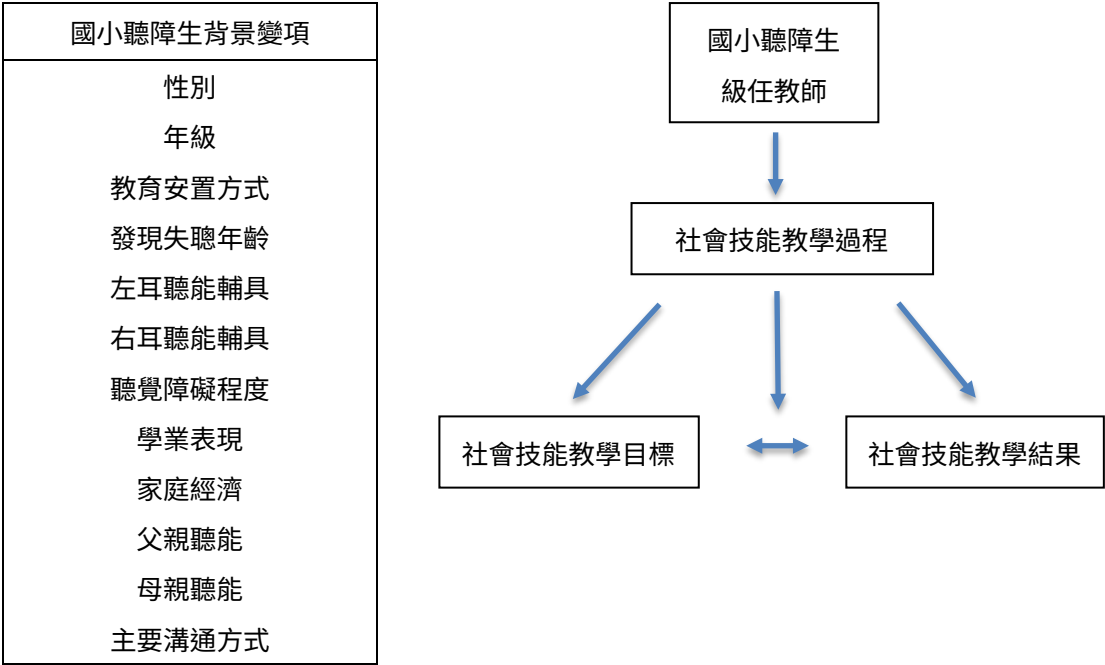 國小聽障生背景變項
性別
年級
教育安置方式
發現失聰年齡
左耳聽能輔具
右耳聽能輔具
聽覺障礙程度
學業表現
家庭經濟
父親聽能
母親聽能
主要溝通方式
國小聽障生
級任教師
社會技能教學過程
社會技能教學目標
社會技能教學結果